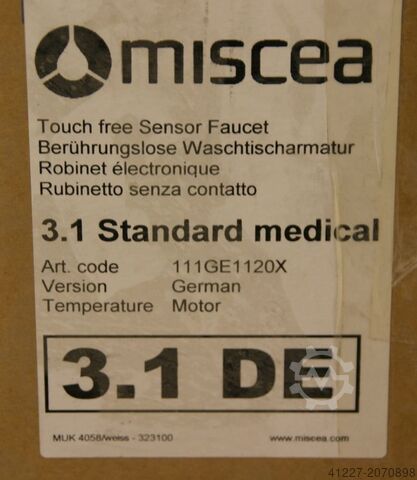 miscea
Touch free Sensor Faucet
Berührungslose Waschtischarmatur
Robinet électronique
Rubinetto senza contatto
3.1 Standard medical
Art. code 111GE1120X
Version German
Temperature Motor
3.1 DE
MUK 4058/weiss - 323100 www.miscea.com
41227-2070898